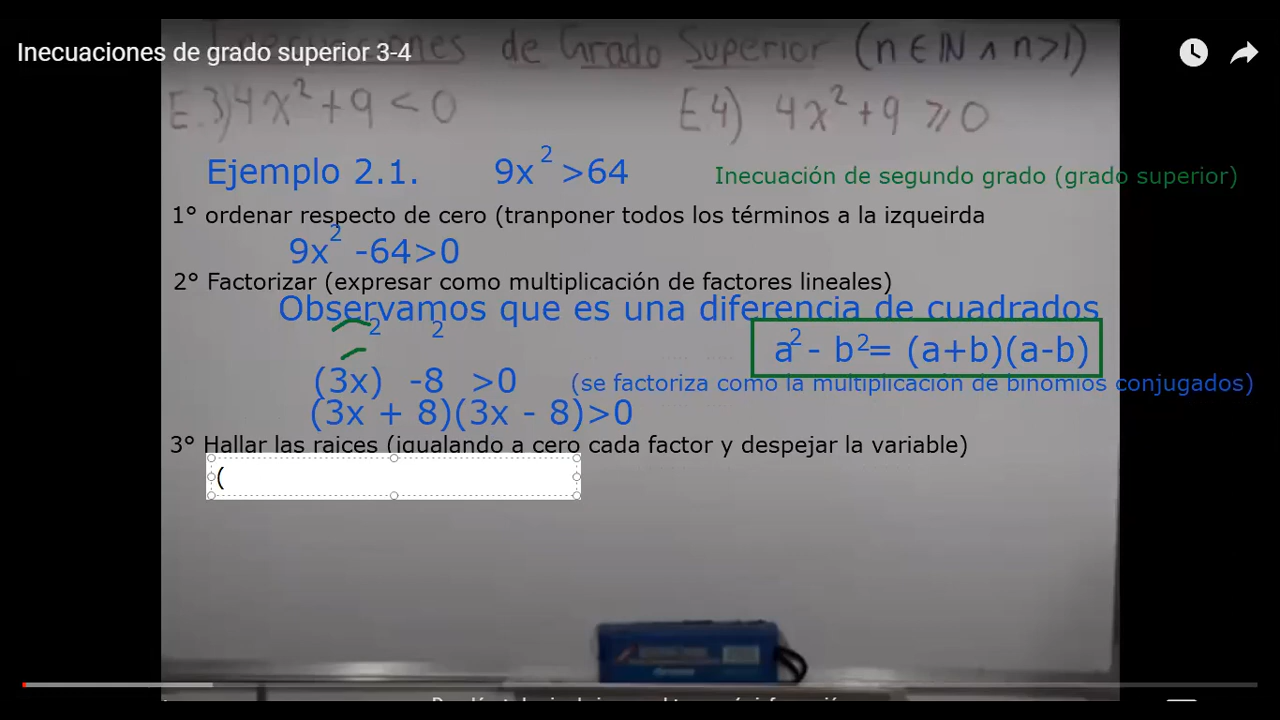 Inecuaciones de grado superior 3-4
de Grado Superior (n ∈ ℕ ∧ n>1)
E.3) 4x² + 9 < 0
E.4) 4x² + 9 ⩾ 0
Ejemplo 2.1. 9x² >64
Inecuación de segundo grado (grado superior)
1° ordenar respecto de cero (tranponer todos los términos a la izqueirda
9x² -64>0
2° Factorizar (expresar como multiplicación de factores lineales)
Observamos que es una diferencia de cuadrados
a² - b²= (a+b)(a-b)
(3x)² -8² >0
(se factoriza como la multiplicación de binomios conjugados)
(3x + 8)(3x - 8)>0
3° Hallar las raices (igualando a cero cada factor y despejar la variable)
(